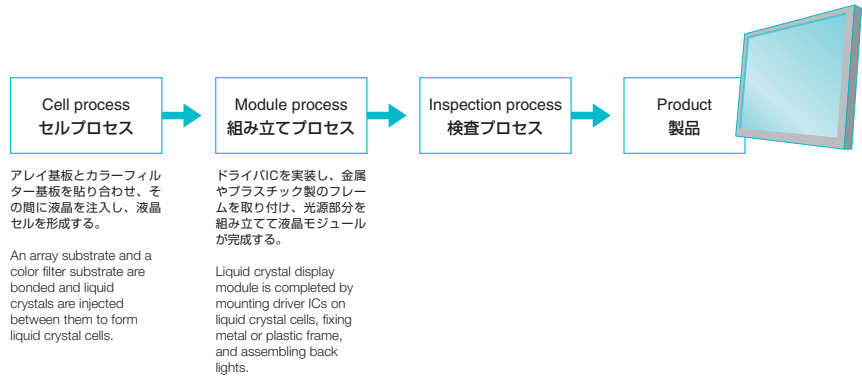 Cell process
セルプロセス
Module process
組み立てプロセス
Inspection process
検査プロセス
Product
製品
アレイ基板とカラーフィル
ター基板を貼り合わせ、そ
の間に液晶を注入し、液晶
セルを形成する。
An array substrate and a
color filter substrate are
bonded and liquid
crystals are injected
between them to form
liquid crystal cells.
ドライバICを実装し、金属
やプラスチック製のフレー
ムを取り付け、光源部分を
組み立てて液晶モジュール
が完成する。
Liquid crystal display
module is completed by
mounting driver ICs on
liquid crystal cells, fixing
metal or plastic frame,
and assembling back
lights.